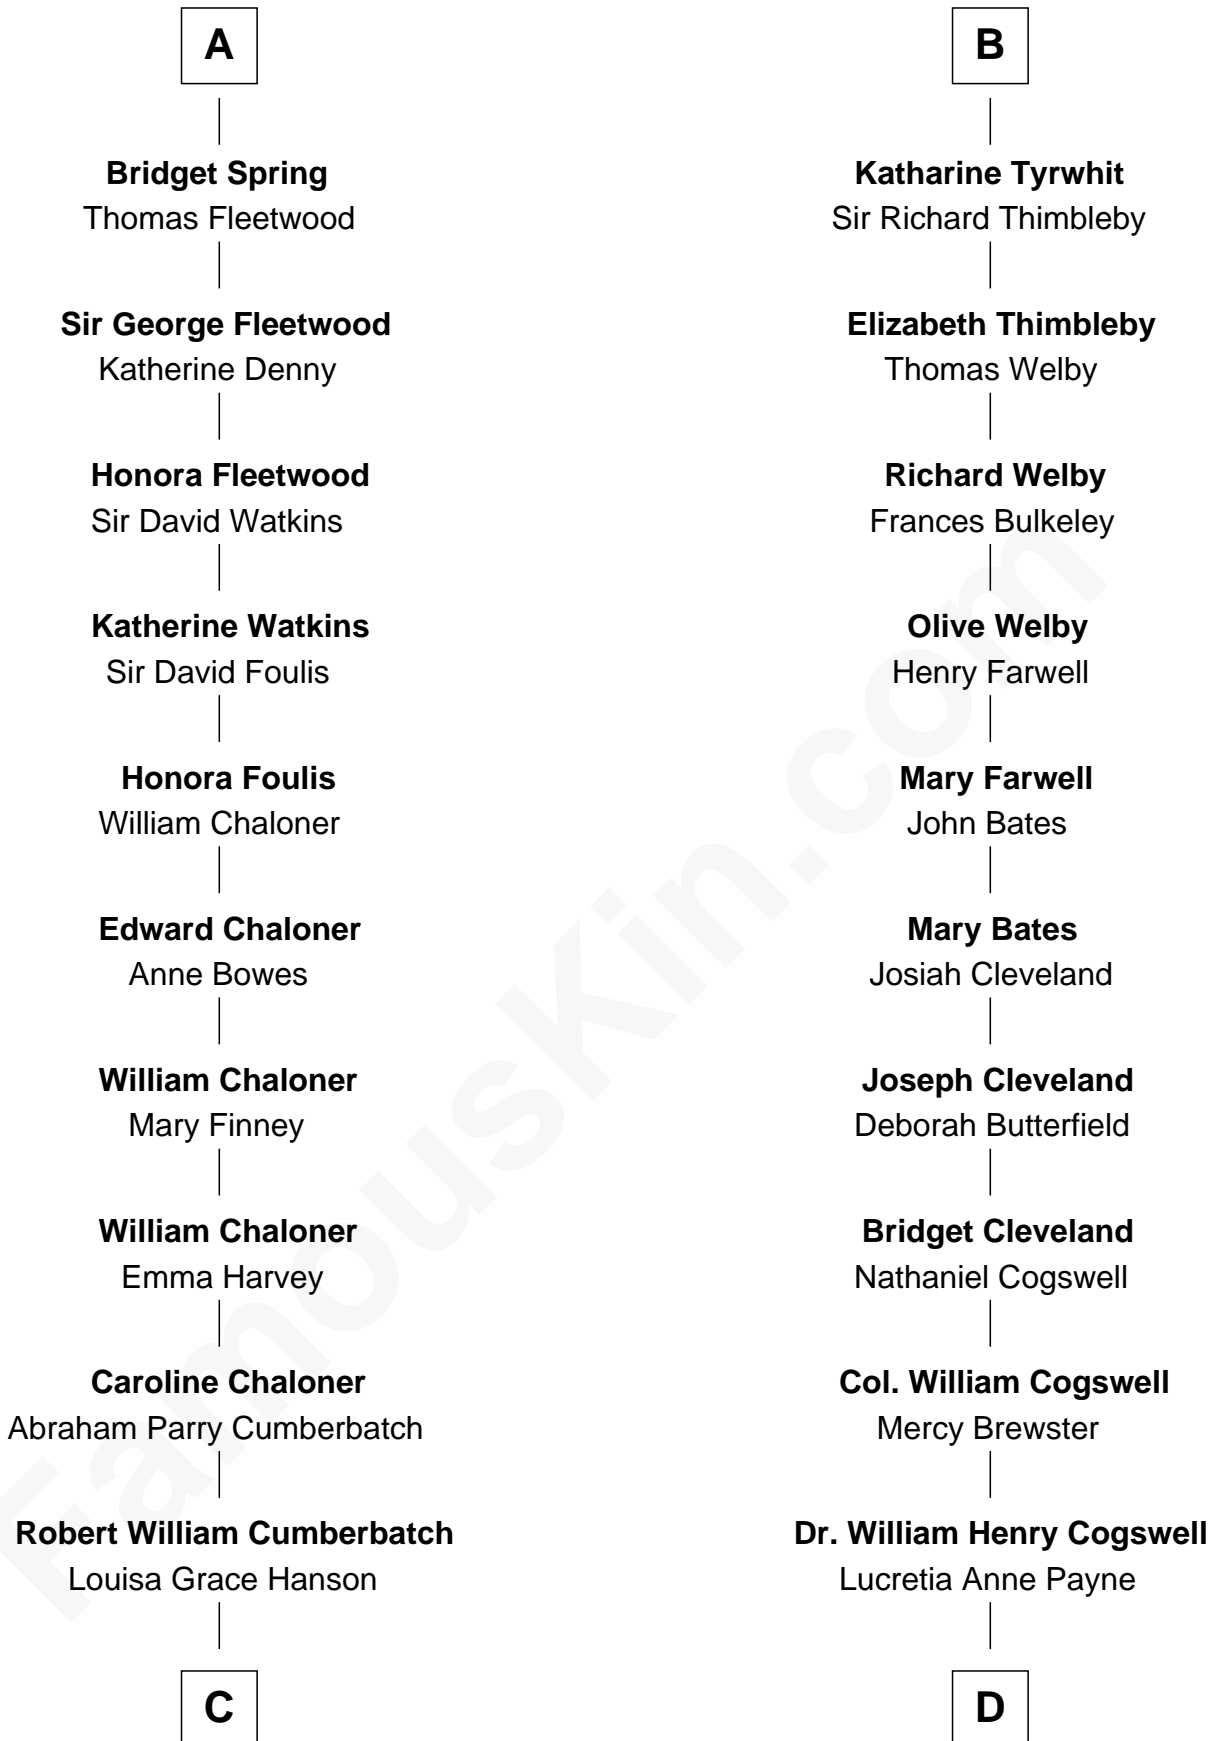 A
Bridget Spring
Thomas Fleetwood
Sir George Fleetwood
Katherine Denny
Honora Fleetwood
Sir David Watkins
Katherine Watkins
Sir David Foulis
Honora Foulis
William Chaloner
Edward Chaloner
Anne Bowes
William Chaloner
Mary Finney
William Chaloner
Emma Harvey
Caroline Chaloner
Abraham Parry Cumberbatch
Robert William Cumberbatch
Louisa Grace Hanson
C
B
Katharine Tyrwhit
Sir Richard Thimbleby
Elizabeth Thimbleby
Thomas Welby
Richard Welby
Frances Bulkeley
Olive Welby
Henry Farwell
Mary Farwell
John Bates
Mary Bates
Josiah Cleveland
Joseph Cleveland
Deborah Butterfield
Bridget Cleveland
Nathaniel Cogswell
Col. William Cogswell
Mercy Brewster
Dr. William Henry Cogswell
Lucretia Anne Payne
D
FamousKin.com